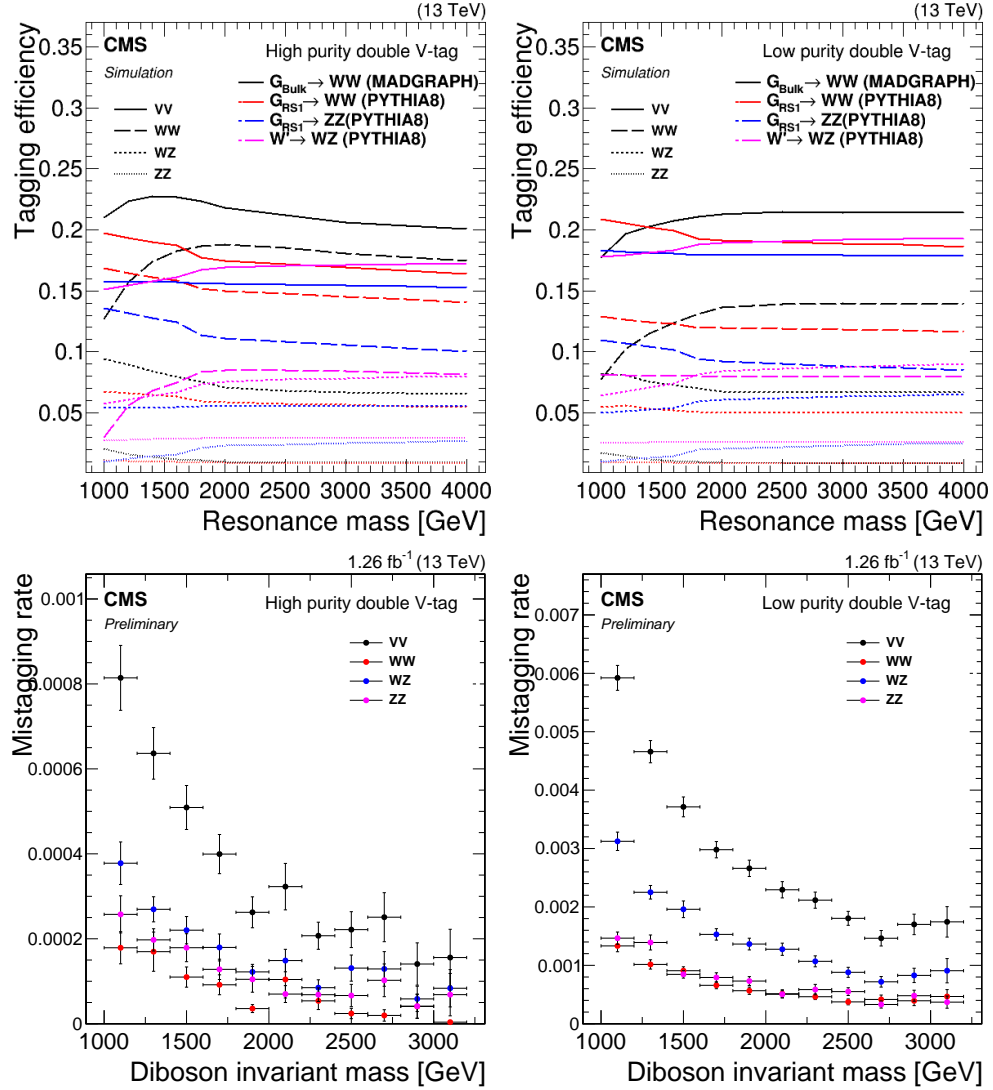 (13 TeV)
CMS
High purity double V-tag
Simulation
G_Bulk → WW (MADGRAPH)
G_RS1 → WW (PYTHIA8)
G_RS1 → ZZ(PYTHIA8)
W' → WZ (PYTHIA8)
VV
WW
WZ
ZZ
Tagging efficiency
0.35
0.3
0.25
0.2
0.15
0.1
0.05
1000 1500 2000 2500 3000 3500 4000
Resonance mass [GeV]
(13 TeV)
CMS
Low purity double V-tag
Simulation
G_Bulk → WW (MADGRAPH)
G_RS1 → WW (PYTHIA8)
G_RS1 → ZZ(PYTHIA8)
W' → WZ (PYTHIA8)
VV
WW
WZ
ZZ
Tagging efficiency
0.35
0.3
0.25
0.2
0.15
0.1
0.05
1000 1500 2000 2500 3000 3500 4000
Resonance mass [GeV]
1.26 fb⁻¹ (13 TeV)
CMS
High purity double V-tag
Preliminary
VV
WW
WZ
ZZ
Mistagging rate
0.001
0.0008
0.0006
0.0004
0.0002
0
1000 1500 2000 2500 3000
Diboson invariant mass [GeV]
1.26 fb⁻¹ (13 TeV)
CMS
Low purity double V-tag
Preliminary
VV
WW
WZ
ZZ
Mistagging rate
0.007
0.006
0.005
0.004
0.003
0.002
0.001
0
1000 1500 2000 2500 3000
Diboson invariant mass [GeV]